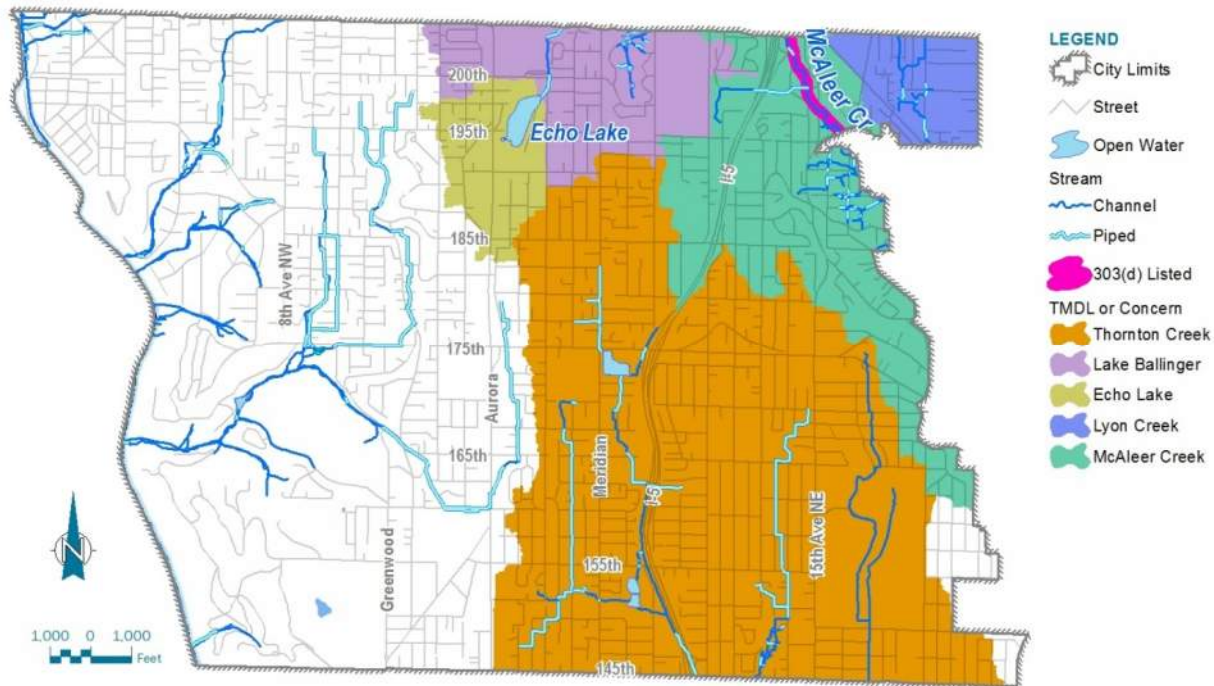 McAleer Cr
200th
195th
Echo Lake
I-5
185th
8th Ave NW
175th
Aurora
165th
Meridian
I-5
15th Ave NE
155th
Greenwood
145th
N
1,000 0 1,000
Feet
LEGEND
City Limits
Street
Open Water
Stream
Channel
Piped
303(d) Listed
TMDL or Concern
Thornton Creek
Lake Ballinger
Echo Lake
Lyon Creek
McAleer Creek